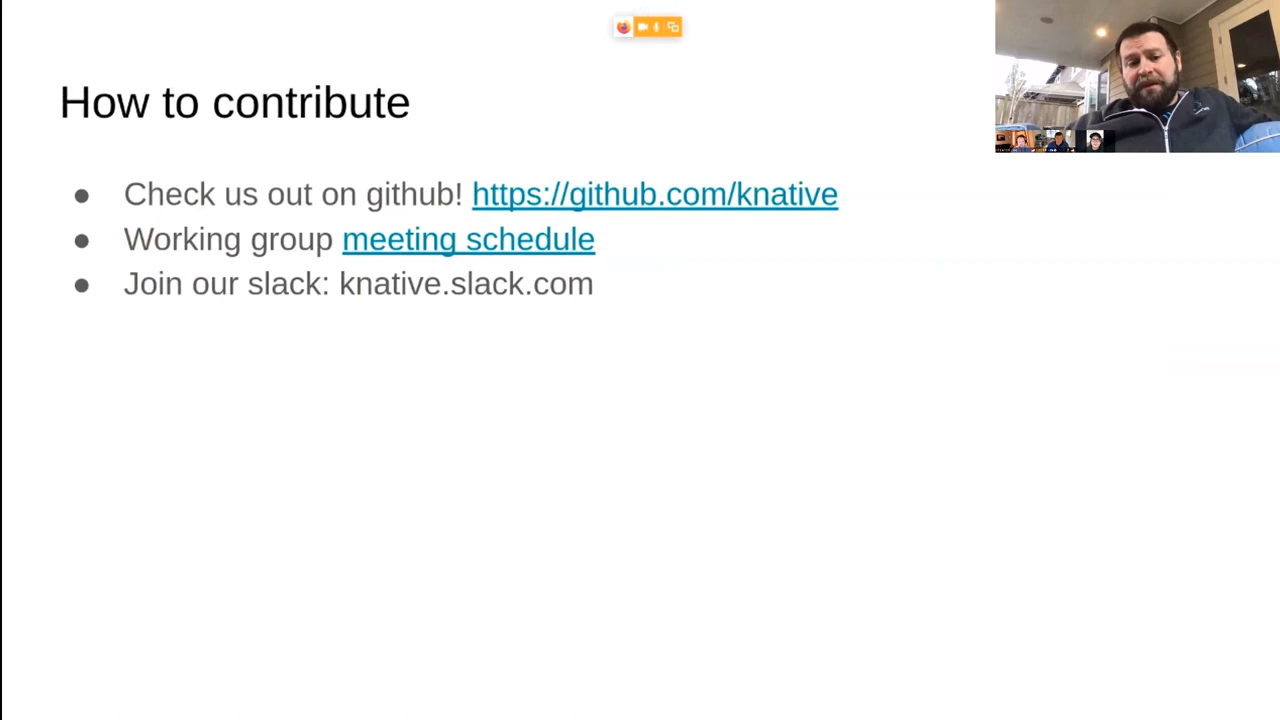 How to contribute
● Check us out on github! https://github.com/knative
● Working group meeting schedule
● Join our slack: knative.slack.com